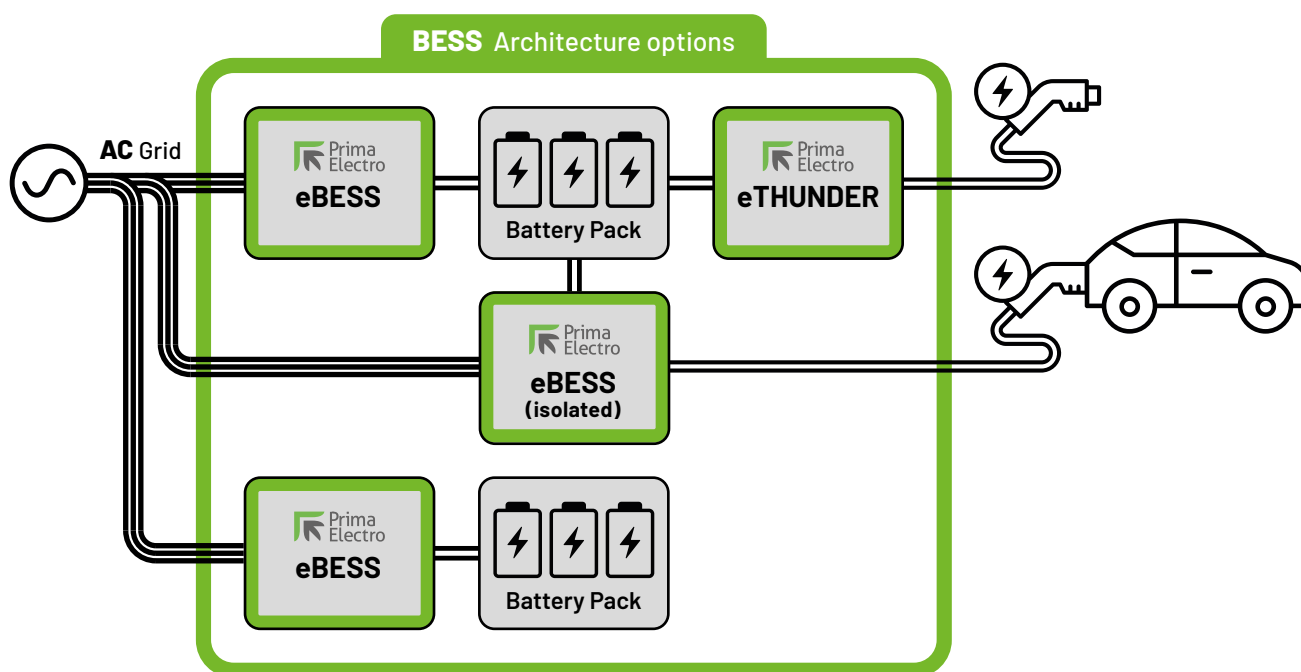 BESS Architecture options
AC Grid
Prima
Electro
eBESS
Battery Pack
Prima
Electro
eTHUNDER
Prima
Electro
eBESS
(isolated)
Prima
Electro
eBESS
Battery Pack